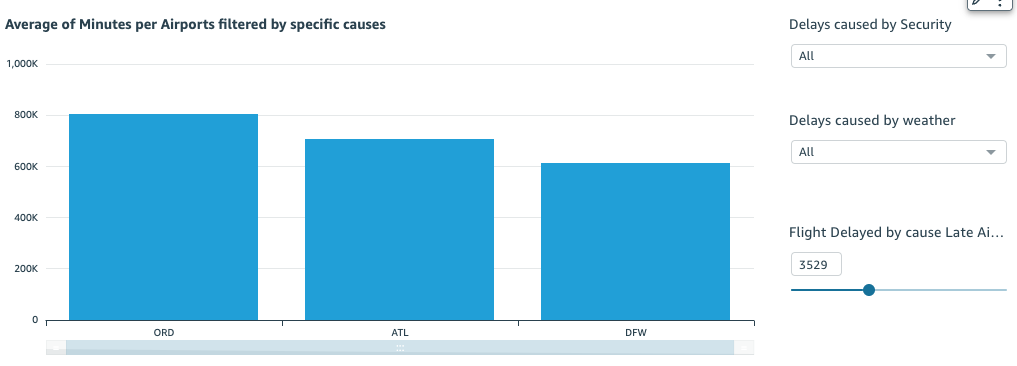 Average of Minutes per Airports filtered by specific causes
1,000K
800K
600K
400K
200K
0
ORD
ATL
DFW
Delays caused by Security
All
Delays caused by weather
All
Flight Delayed by cause Late Ai...
3529